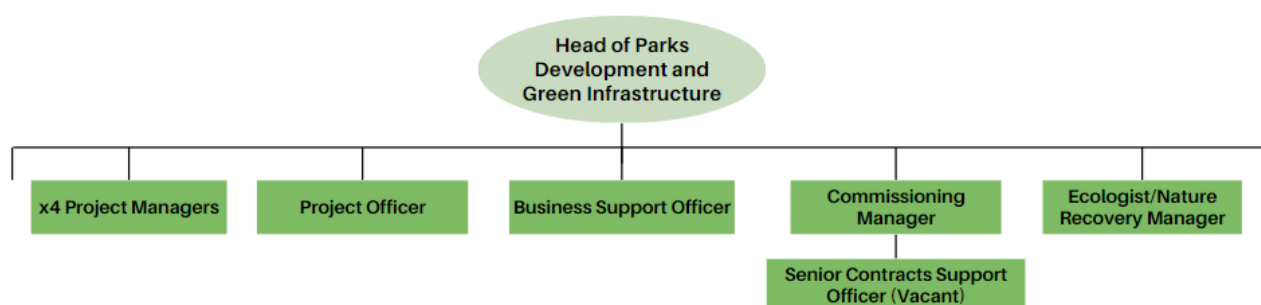 Head of Parks
Development and
Green Infrastructure
x4 Project Managers
Project Officer
Business Support Officer
Commissioning
Manager
Ecologist/Nature
Recovery Manager
Senior Contracts Support
Officer (Vacant)